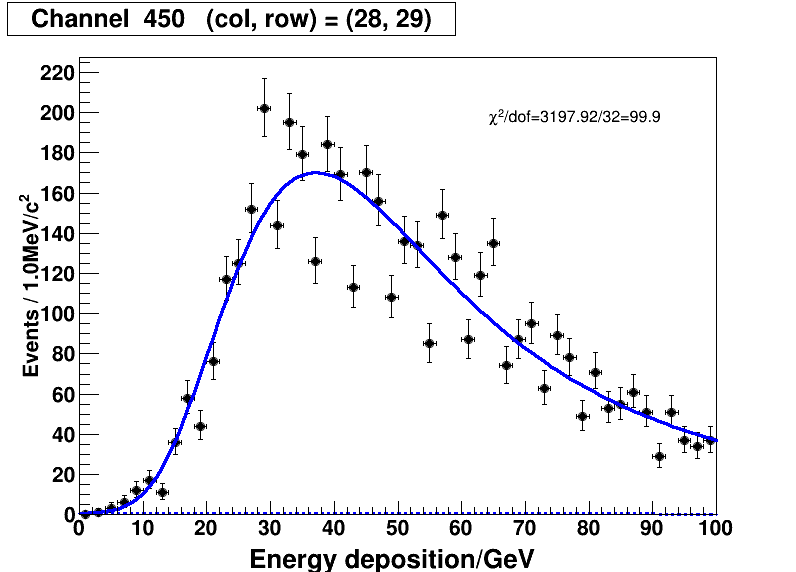 Channel 450 (col, row) = (28, 29)
χ²/dof=3197.92/32=99.9
Events / 1.0MeV/c²
220
200
180
160
140
120
100
80
60
40
20
0
0 10 20 30 40 50 60 70 80 90 100
Energy deposition/GeV